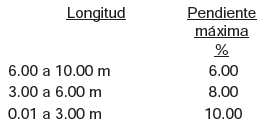 Longitud Pendiente
máxima
%
6.00 a 10.00 m 6.00
3.00 a 6.00 m 8.00
0.01 a 3.00 m 10.00